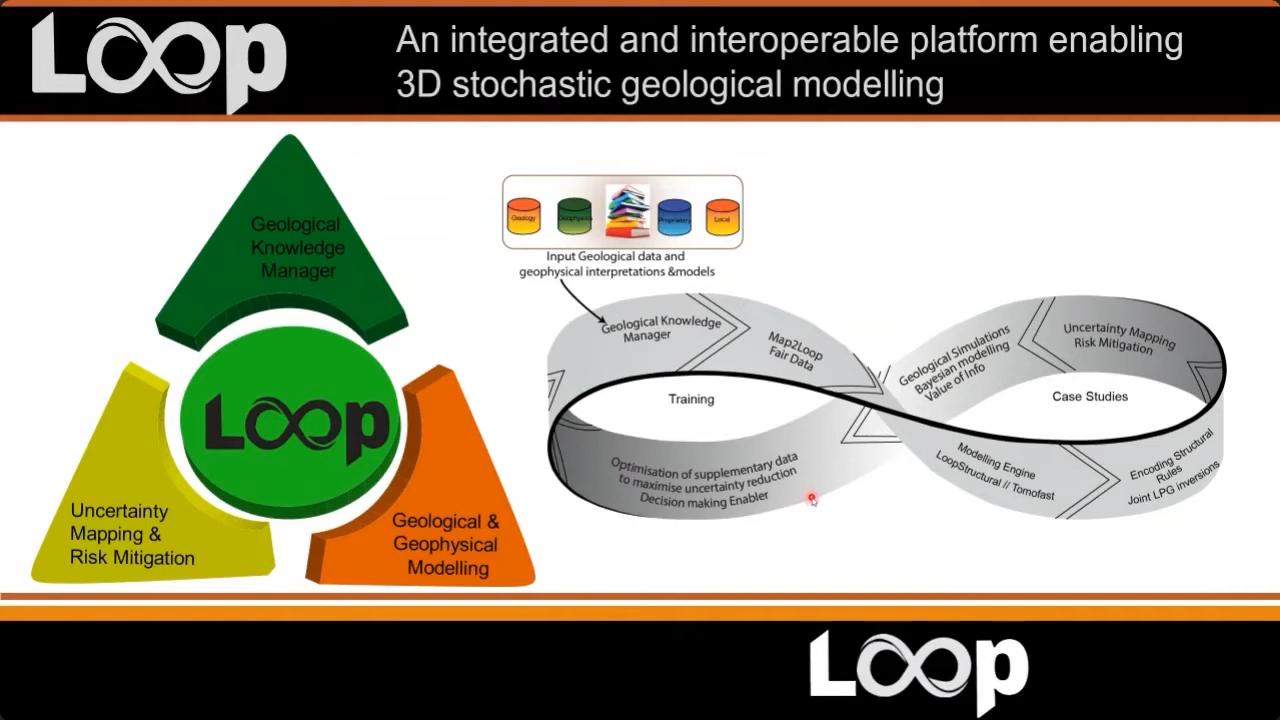 Loop
An integrated and interoperable platform enabling
3D stochastic geological modelling
Geological
Knowledge
Manager
Loop
Uncertainty
Mapping &
Risk Mitigation
Geological &
Geophysical
Modelling
Geology
Geophysics
Proprietary
Local
Input Geological data and
geophysical interpretations &models
Geological Knowledge
Manager
Map2Loop
Fair Data
Geological Simulations
Bayesian modelling
Value of Info
Uncertainty Mapping
Risk Mitigation
Training
Case Studies
Optimisation of supplementary data
to maximise uncertainty reduction
Decision making Enabler
Modelling Engine
LoopStructural // Tomofast
Encoding Structural
Rules
Joint LPG inversions
Loop